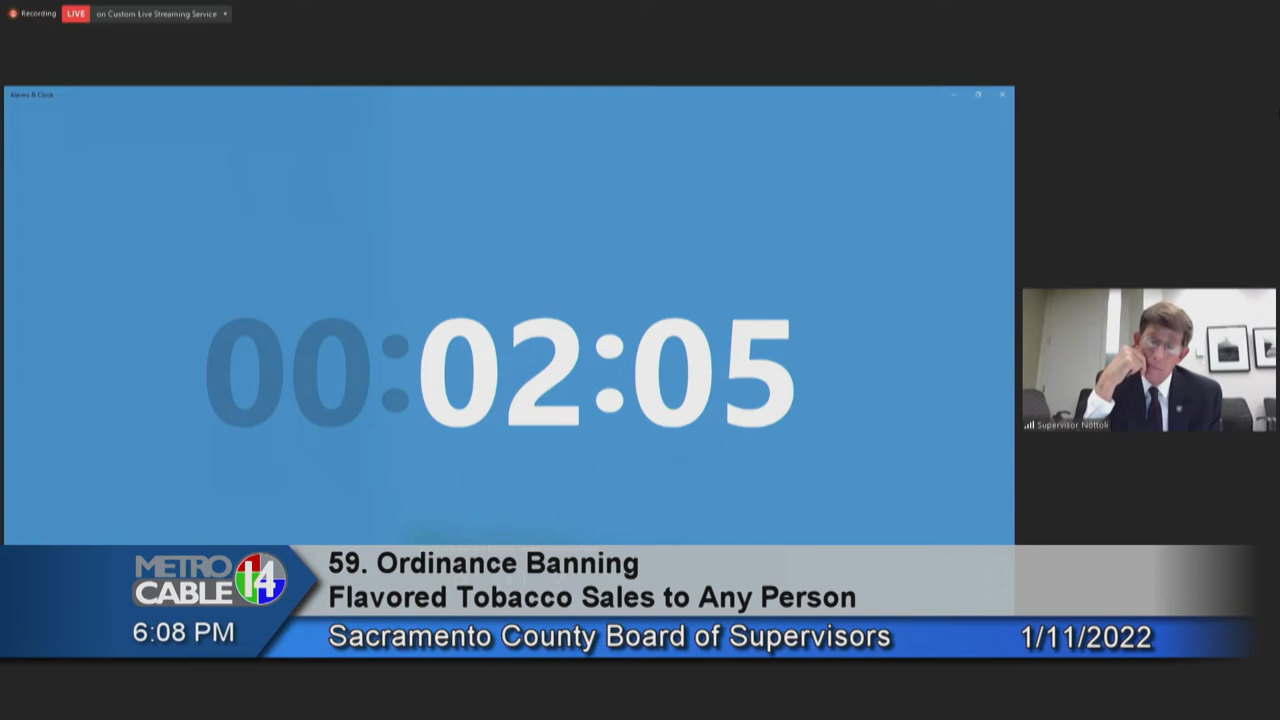 Recording
LIVE
on Custom Live Streaming Service
Alarms & Clock
00:02:05
Supervisor Nottoli
METRO
CABLE 14
6:08 PM
59. Ordinance Banning
Flavored Tobacco Sales to Any Person
Sacramento County Board of Supervisors
1/11/2022